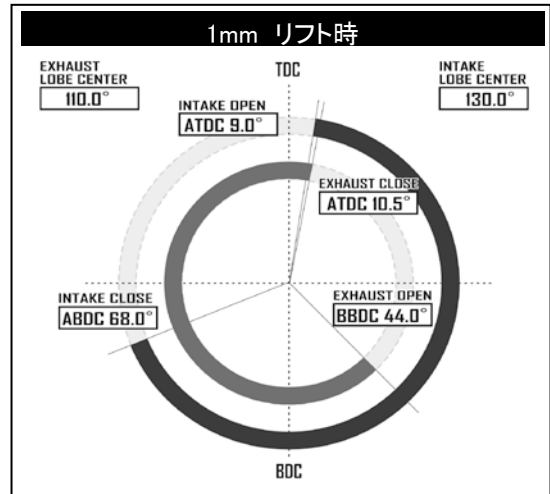 1mm リフト時
EXHAUST
LOBE CENTER
110.0°
TDC
INTAKE
LOBE CENTER
130.0°
INTAKE OPEN
ATDC 9.0°
EXHAUST CLOSE
ATDC 10.5°
INTAKE CLOSE
ABDC 68.0°
EXHAUST OPEN
BBDC 44.0°
BDC